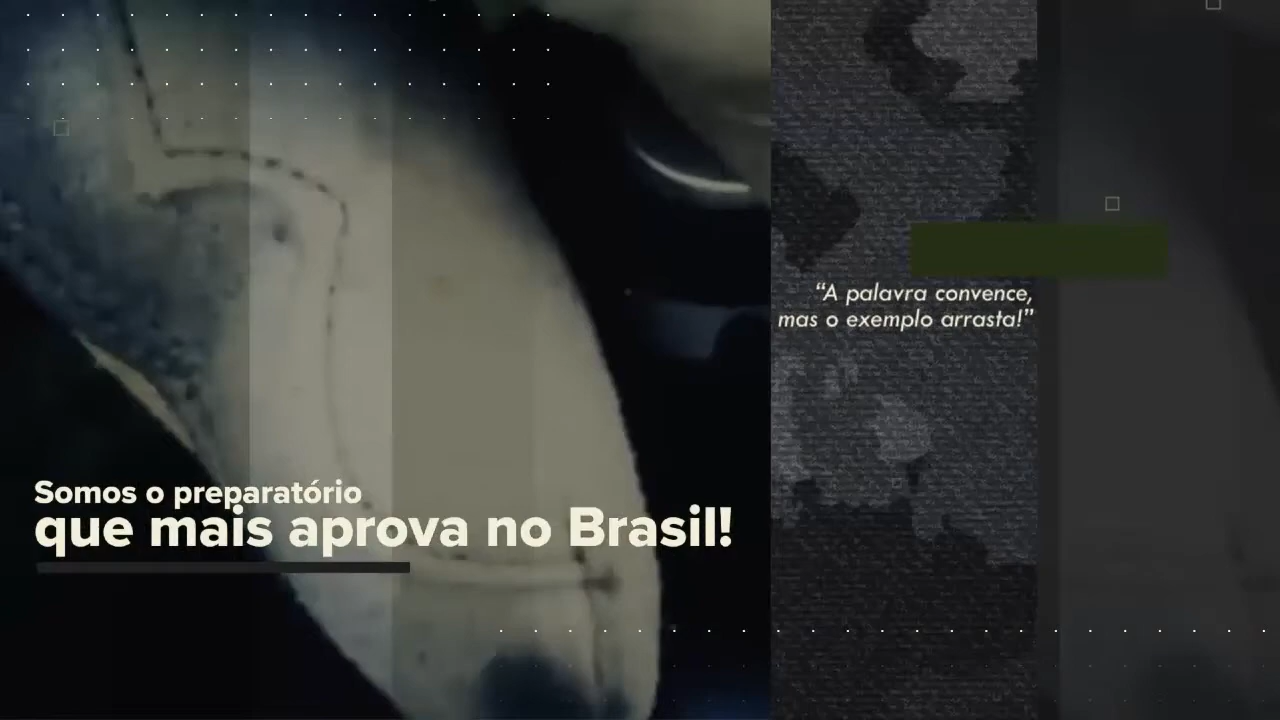 Somos o preparatório
que mais aprova no Brasil!
“A palavra convence,
mas o exemplo arrasta!”